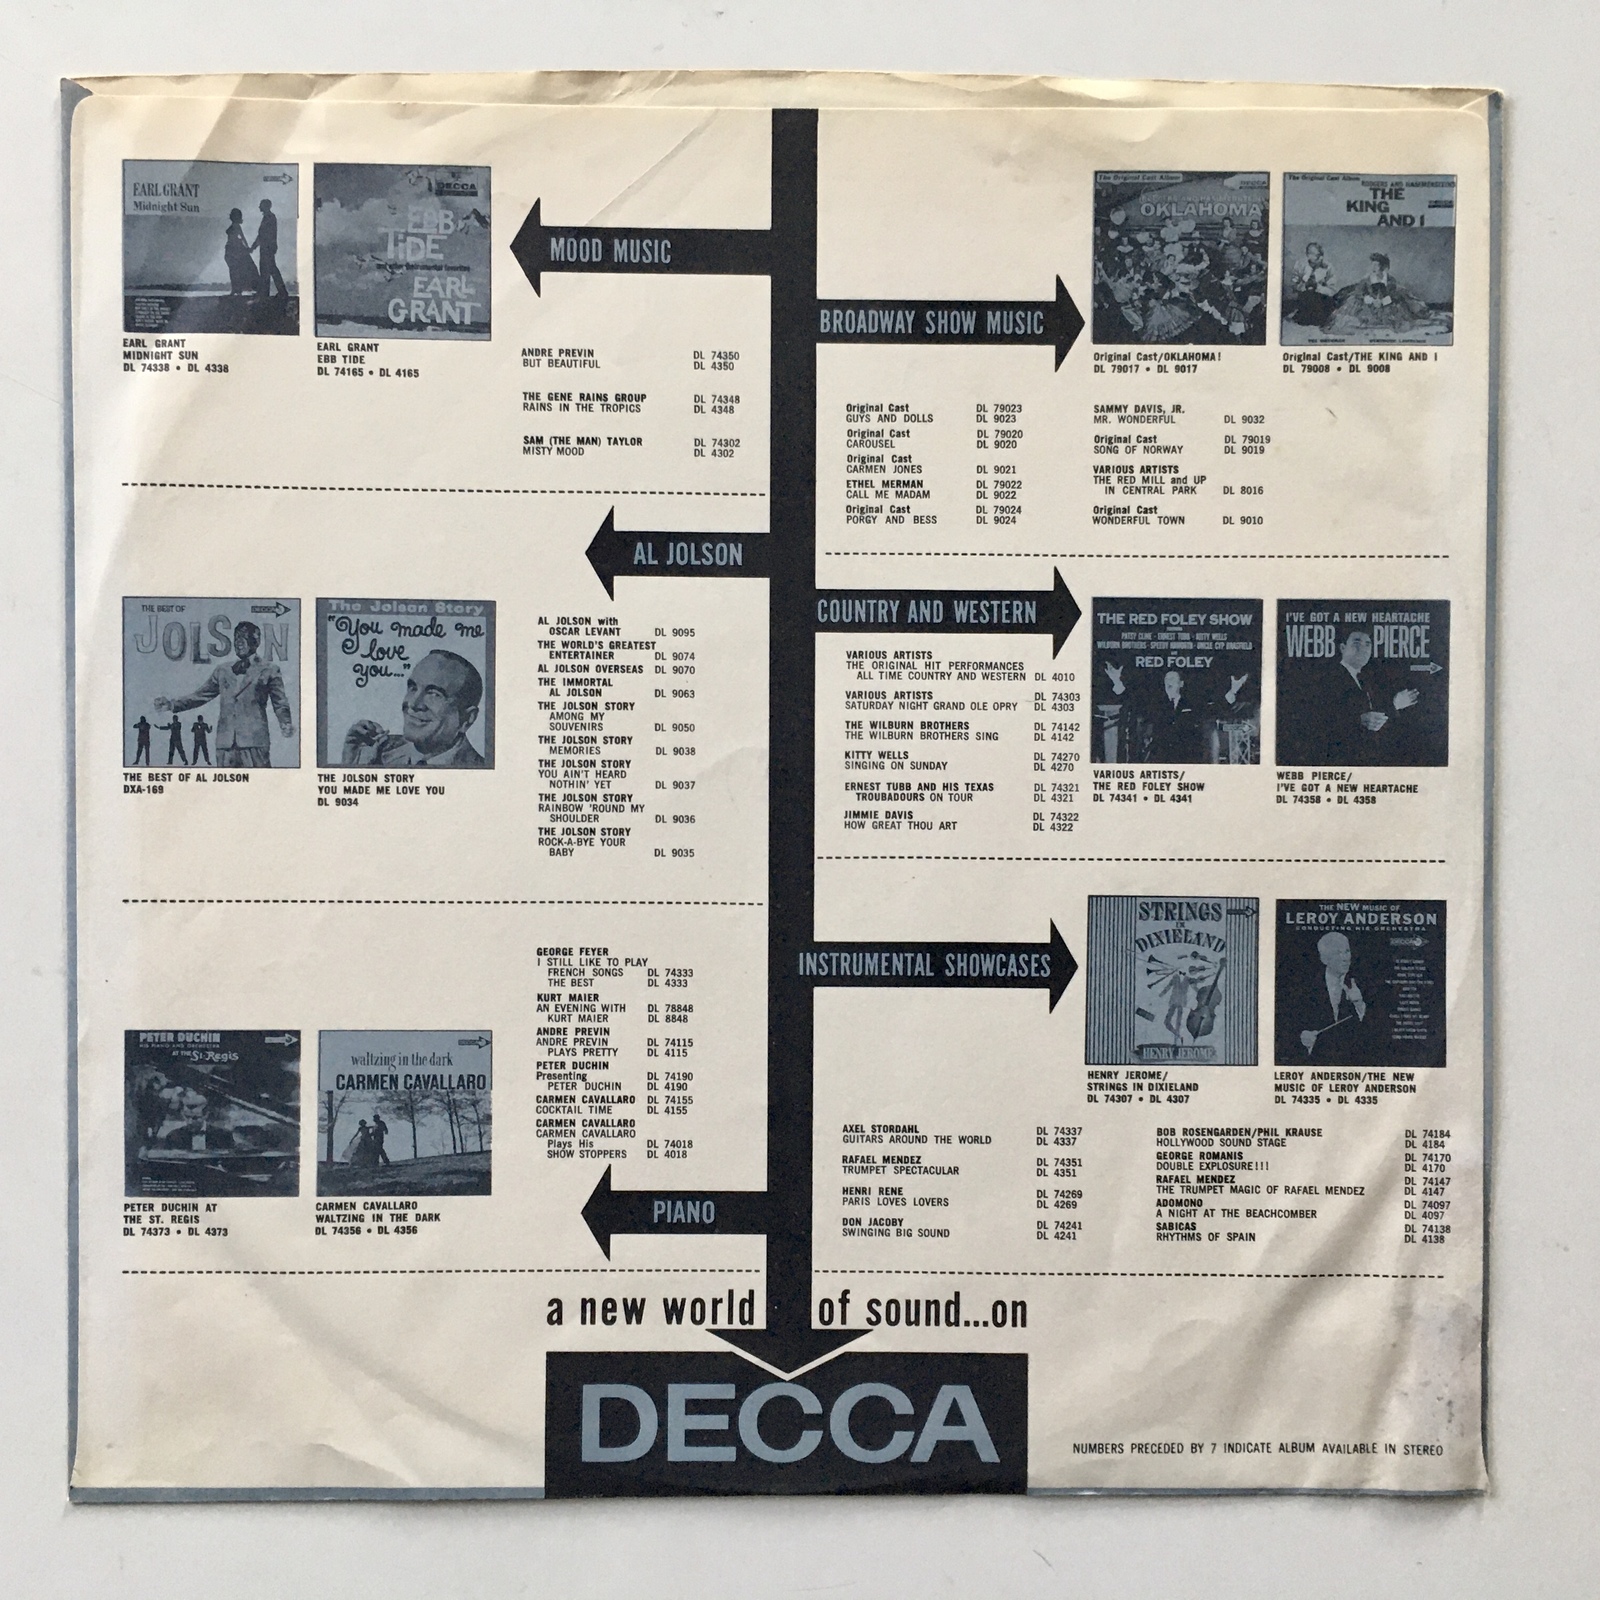 EARL GRANT
Midnight Sun
DECCA
EBB
TIDE
and other instrumental favorites
EARL
GRANT
EARL GRANT
MIDNIGHT SUN
DL 74338 • DL 4338
EARL GRANT
EBB TIDE
DL 74165 • DL 4165
MOOD MUSIC
ANDRE PREVIN DL 74350
BUT BEAUTIFUL DL 4350
THE GENE RAINS GROUP DL 74348
RAINS IN THE TROPICS DL 4348
SAM (THE MAN) TAYLOR DL 74302
MISTY MOOD DL 4302
AL JOLSON
THE BEST OF
JOLSON
DECCA
The Jolson Story
"You made me
love
you..."
THE BEST OF AL JOLSON
DXA-169
THE JOLSON STORY
YOU MADE ME LOVE YOU
DL 9034
AL JOLSON with
OSCAR LEVANT DL 9095
THE WORLD'S GREATEST
ENTERTAINER DL 9074
AL JOLSON OVERSEAS DL 9070
THE IMMORTAL
AL JOLSON DL 9063
THE JOLSON STORY
AMONG MY
SOUVENIRS DL 9050
THE JOLSON STORY
MEMORIES DL 9038
THE JOLSON STORY
YOU AIN'T HEARD
NOTHIN' YET DL 9037
THE JOLSON STORY
RAINBOW 'ROUND MY
SHOULDER DL 9036
THE JOLSON STORY
ROCK-A-BYE YOUR
BABY DL 9035
GEORGE FEYER
I STILL LIKE TO PLAY
FRENCH SONGS DL 74333
THE BEST DL 4333
KURT MAIER
AN EVENING WITH DL 78848
KURT MAIER DL 8848
ANDRE PREVIN
ANDRE PREVIN DL 74115
PLAYS PRETTY DL 4115
PETER DUCHIN
Presenting DL 74190
PETER DUCHIN DL 4190
CARMEN CAVALLARO DL 74155
COCKTAIL TIME DL 4155
CARMEN CAVALLARO
CARMEN CAVALLARO
Plays His DL 74018
SHOW STOPPERS DL 4018
PIANO
PETER DUCHIN
HIS PIANO AND ORCHESTRA
AT THE St. Regis
waltzing in the dark
CARMEN CAVALLARO
PETER DUCHIN AT
THE ST. REGIS
DL 74373 • DL 4373
CARMEN CAVALLARO
WALTZING IN THE DARK
DL 74356 • DL 4356
BROADWAY SHOW MUSIC
The Original Cast Album
OKLAHOMA
The Original Cast Album
RODGERS AND HAMMERSTEIN'S
THE
KING
AND I
Original Cast/OKLAHOMA!
DL 79017 • DL 9017
Original Cast/THE KING AND I
DL 79008 • DL 9008
Original Cast DL 79023
GUYS AND DOLLS DL 9023
Original Cast DL 79020
CAROUSEL DL 9020
Original Cast
CARMEN JONES DL 9021
ETHEL MERMAN DL 79022
CALL ME MADAM DL 9022
Original Cast DL 79024
PORGY AND BESS DL 9024
SAMMY DAVIS, JR.
MR. WONDERFUL DL 9032
Original Cast DL 79019
SONG OF NORWAY DL 9019
VARIOUS ARTISTS
THE RED MILL and UP
IN CENTRAL PARK DL 8016
Original Cast
WONDERFUL TOWN DL 9010
COUNTRY AND WESTERN
VARIOUS ARTISTS
THE ORIGINAL HIT PERFORMANCES
ALL TIME COUNTRY AND WESTERN DL 4010
VARIOUS ARTISTS DL 74303
SATURDAY NIGHT GRAND OLE OPRY DL 4303
THE WILBURN BROTHERS DL 74142
THE WILBURN BROTHERS SING DL 4142
KITTY WELLS DL 74270
SINGING ON SUNDAY DL 4270
ERNEST TUBB AND HIS TEXAS DL 74321
TROUBADOURS ON TOUR DL 4321
JIMMIE DAVIS DL 74322
HOW GREAT THOU ART DL 4322
THE RED FOLEY SHOW
PATSY CLINE · ERNEST TUBB · KITTY WELLS
RED FOLEY
I'VE GOT A NEW HEARTACHE
WEBB PIERCE
VARIOUS ARTISTS/
THE RED FOLEY SHOW
DL 74341 • DL 4341
WEBB PIERCE/
I'VE GOT A NEW HEARTACHE
DL 74358 • DL 4358
INSTRUMENTAL SHOWCASES
STRINGS
IN
DIXIELAND
HENRY JEROME
THE NEW MUSIC OF
LEROY ANDERSON
CONDUCTING HIS ORCHESTRA
HENRY JEROME/
STRINGS IN DIXIELAND
DL 74307 • DL 4307
LEROY ANDERSON/THE NEW
MUSIC OF LEROY ANDERSON
DL 74335 • DL 4335
AXEL STORDAHL DL 74337
GUITARS AROUND THE WORLD DL 4337
RAFAEL MENDEZ DL 74351
TRUMPET SPECTACULAR DL 4351
HENRI RENE DL 74269
PARIS LOVES LOVERS DL 4269
DON JACOBY DL 74241
SWINGING BIG SOUND DL 4241
BOB ROSENGARDEN/PHIL KRAUSE DL 74184
HOLLYWOOD SOUND STAGE DL 4184
GEORGE ROMANIS DL 74170
DOUBLE EXPLOSURE!!! DL 4170
RAFAEL MENDEZ DL 74147
THE TRUMPET MAGIC OF RAFAEL MENDEZ DL 4147
ADOMONO DL 74097
A NIGHT AT THE BEACHCOMBER DL 4097
SABICAS DL 74138
RHYTHMS OF SPAIN DL 4138
a new world of sound...on
DECCA
NUMBERS PRECEDED BY 7 INDICATE ALBUM AVAILABLE IN STEREO